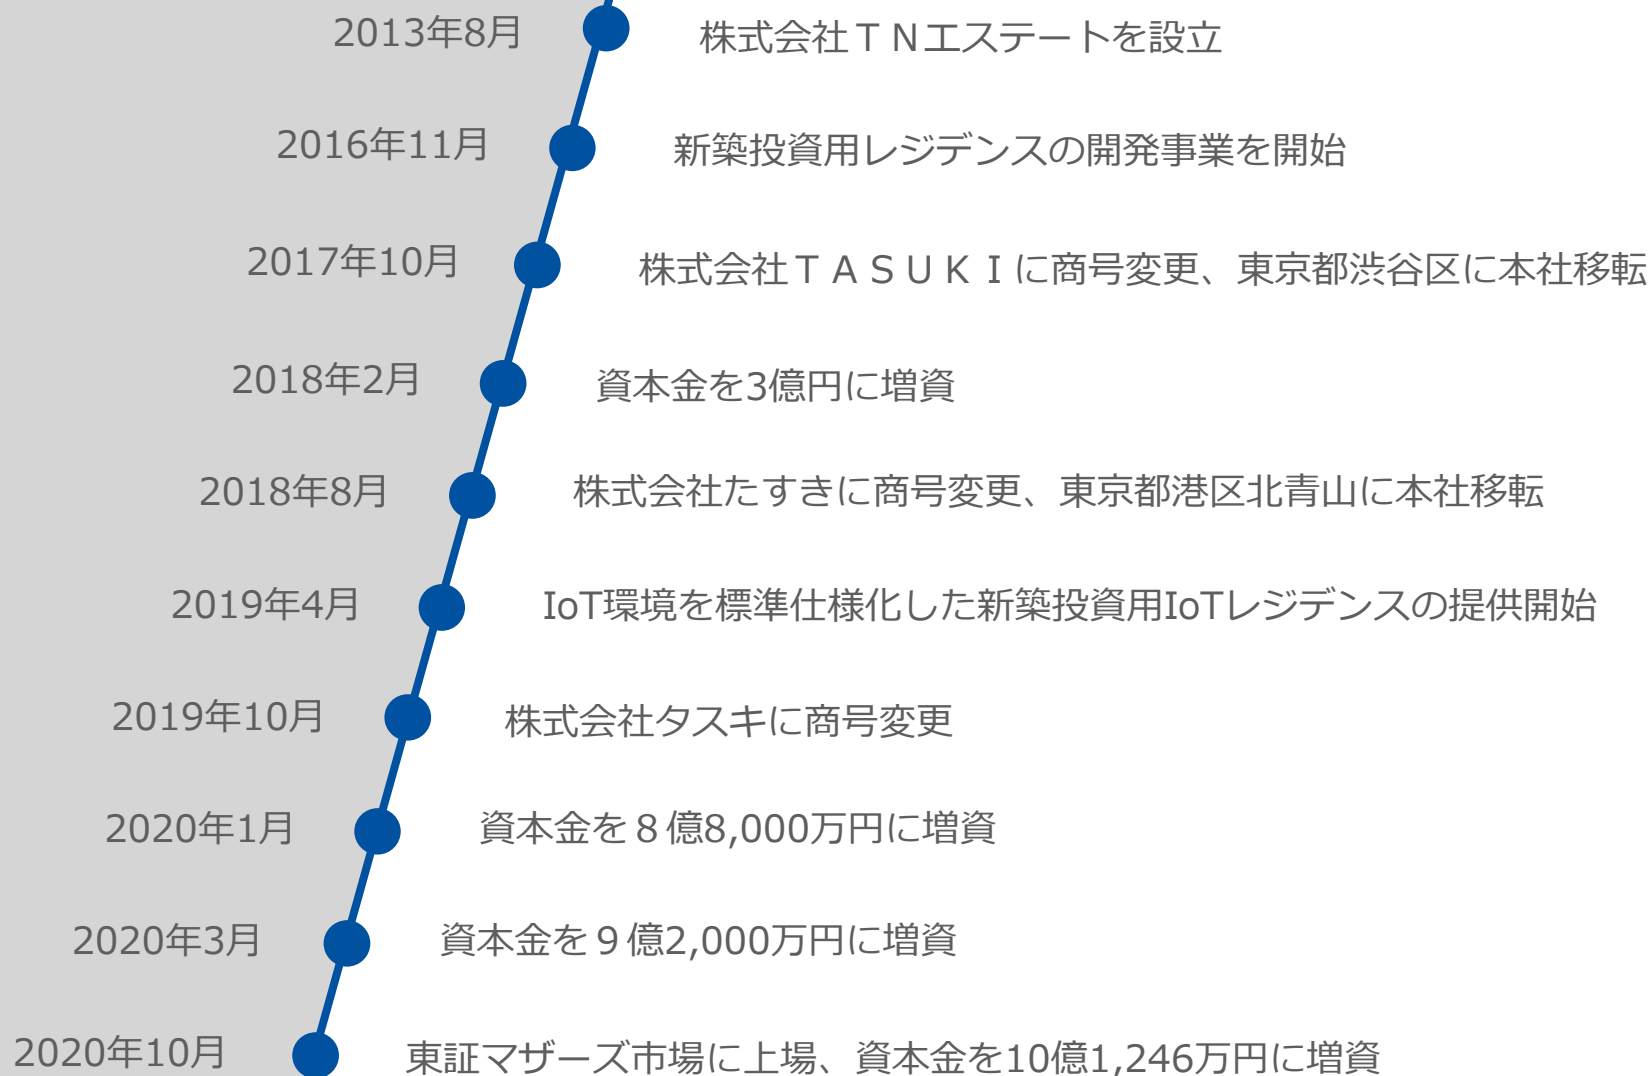 2013年8月 株式会社ＴＮエステートを設立
2016年11月 新築投資用レジデンスの開発事業を開始
2017年10月 株式会社ＴＡＳＵＫＩに商号変更、東京都渋谷区に本社移転
2018年2月 資本金を3億円に増資
2018年8月 株式会社たすきに商号変更、東京都港区北青山に本社移転
2019年4月 IoT環境を標準仕様化した新築投資用IoTレジデンスの提供開始
2019年10月 株式会社タスキに商号変更
2020年1月 資本金を８億8,000万円に増資
2020年3月 資本金を９億2,000万円に増資
2020年10月 東証マザーズ市場に上場、資本金を10億1,246万円に増資